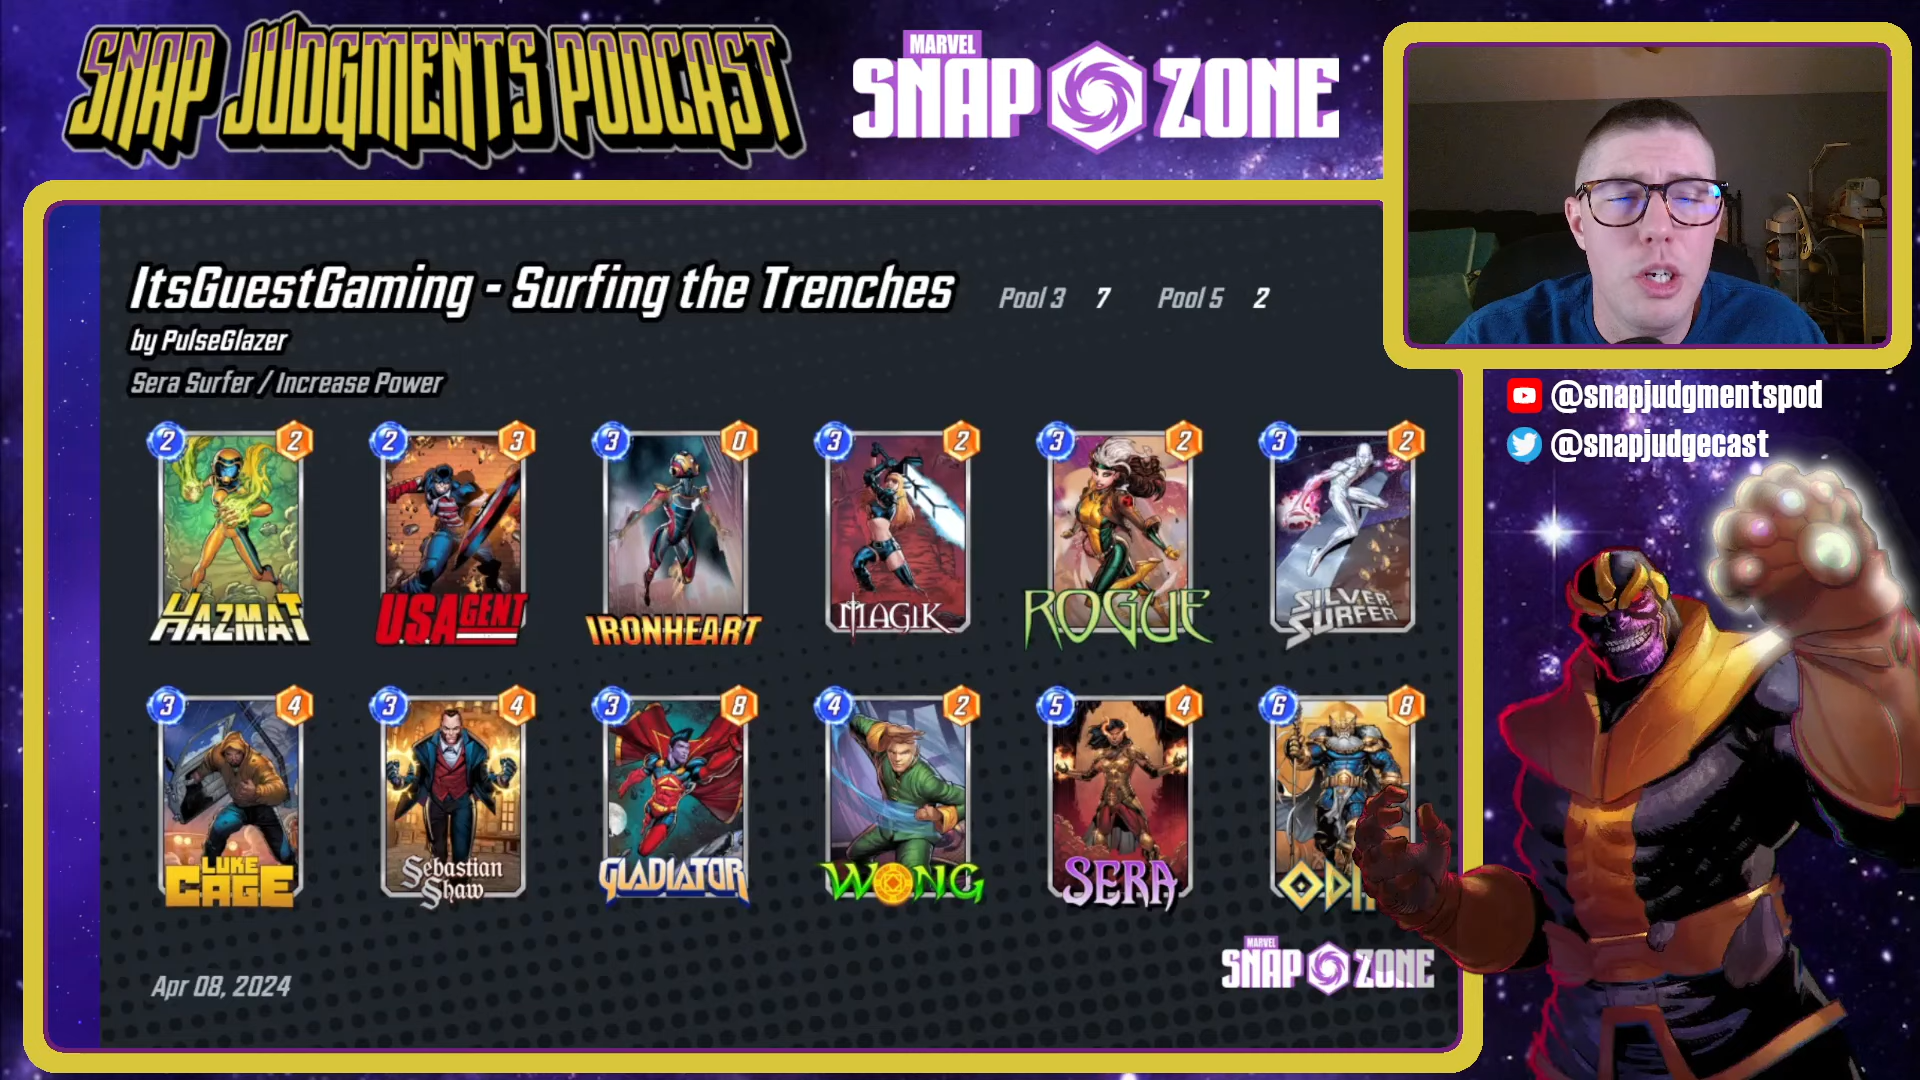 SNAP JUDGMENTS PODCAST
MARVEL
SNAP ZONE
ItsGuestGaming - Surfing the Trenches
Pool 3 7 Pool 5 2
by PulseGlazer
Sera Surfer / Increase Power
@snapjudgmentspod
@snapjudgecast
2 2 2 3 3 0 3 2 3 2 3 2
HAZMAT U.S.AGENT IRONHEART MAGIK ROGUE SILVER SURFER
3 4 3 4 3 8 4 2 5 4 6 8
LUKE CAGE Sebastian Shaw GLADIATOR WONG SERA
Apr 08, 2024
MARVEL
SNAP ZONE